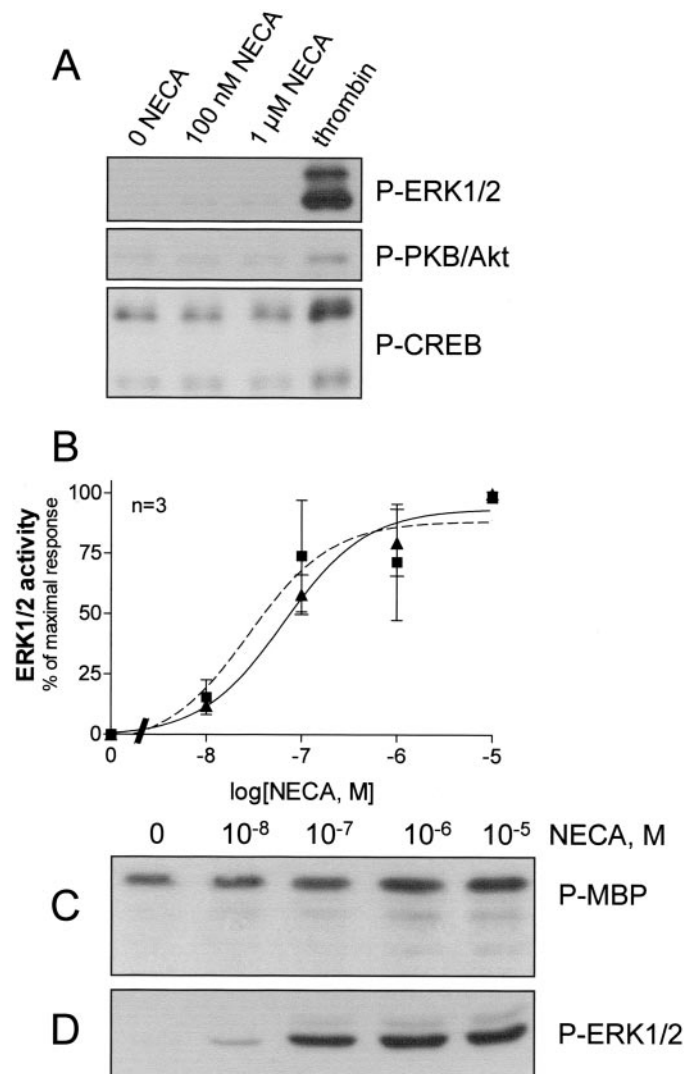 A
0 NECA
100 nM NECA
1 µM NECA
thrombin
P-ERK1/2
P-PKB/Akt
P-CREB
B
ERK1/2 activity
% of maximal response
100
75
50
25
0
n=3
0 -8 -7 -6 -5
log[NECA, M]
0 10⁻⁸ 10⁻⁷ 10⁻⁶ 10⁻⁵ NECA, M
C P-MBP
D P-ERK1/2